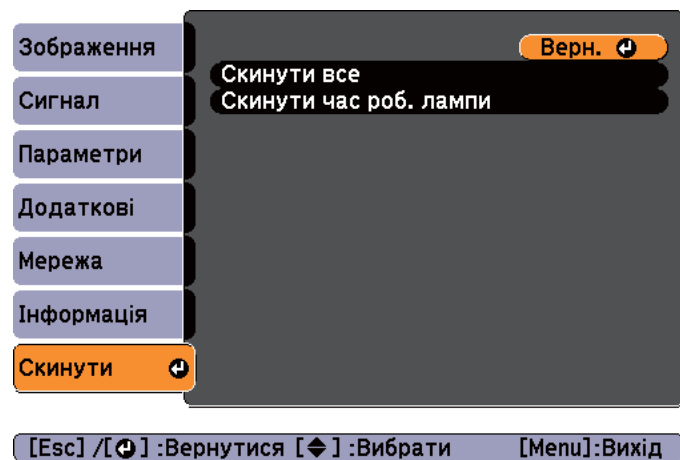 Зображення
Сигнал
Параметри
Додаткові
Мережа
Інформація
Скинути
Верн.
Скинути все
Скинути час роб. лампи
[Esc] /[ ] :Вернутися [ ] :Вибрати [Menu]:Вихід